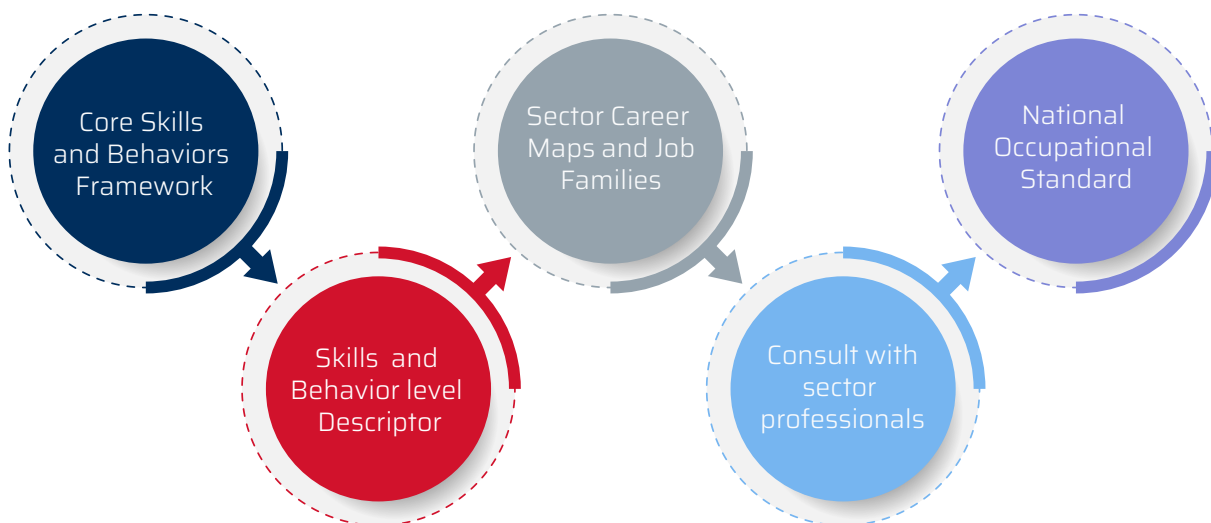 Core Skills
and Behaviors
Framework
Skills and
Behavior level
Descriptor
Sector Career
Maps and Job
Families
Consult with
sector
professionals
National
Occupational
Standard